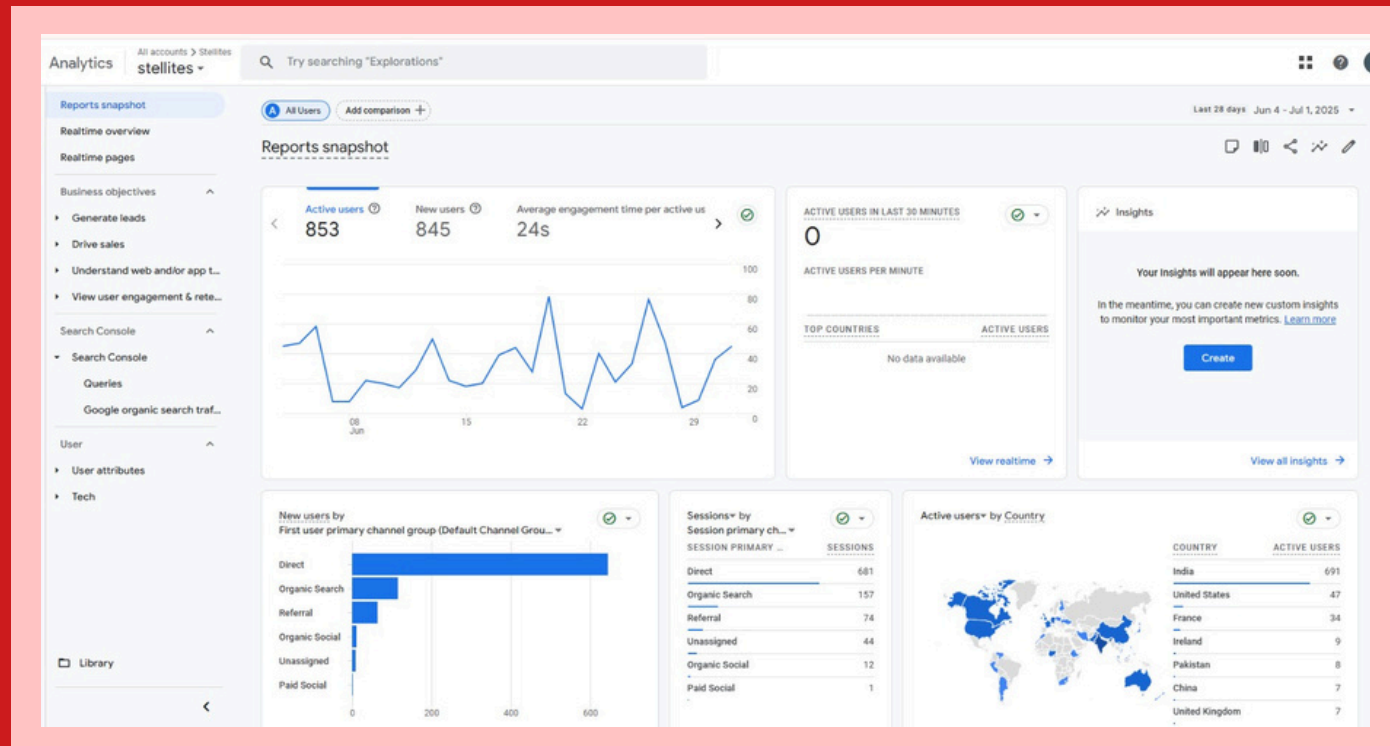 Analytics
All accounts > Stellites
stellites
Try searching "Explorations"
Reports snapshot
Realtime overview
Realtime pages
Business objectives
Generate leads
Drive sales
Understand web and/or app t...
View user engagement & rete...
Search Console
Search Console
Queries
Google organic search traf...
User
User attributes
Tech
Library
A All Users
Add comparison +
Last 28 days Jun 4 - Jul 1, 2025
Reports snapshot
Active users
853
New users
845
Average engagement time per active us
24s
100
80
60
40
20
0
08
Jun
15
22
29
ACTIVE USERS IN LAST 30 MINUTES
0
ACTIVE USERS PER MINUTE
TOP COUNTRIES ACTIVE USERS
No data available
View realtime
Insights
Your Insights will appear here soon.
In the meantime, you can create new custom insights
to monitor your most important metrics. Learn more
Create
View all insights
New users by
First user primary channel group (Default Channel Grou...
Direct
Organic Search
Referral
Organic Social
Unassigned
Paid Social
0 200 400 600
Sessions by
Session primary ch...
SESSION PRIMARY ... SESSIONS
Direct 681
Organic Search 157
Referral 74
Unassigned 44
Organic Social 12
Paid Social 1
Active users by Country
COUNTRY ACTIVE USERS
India 691
United States 47
France 34
Ireland 9
Pakistan 8
China 7
United Kingdom 7